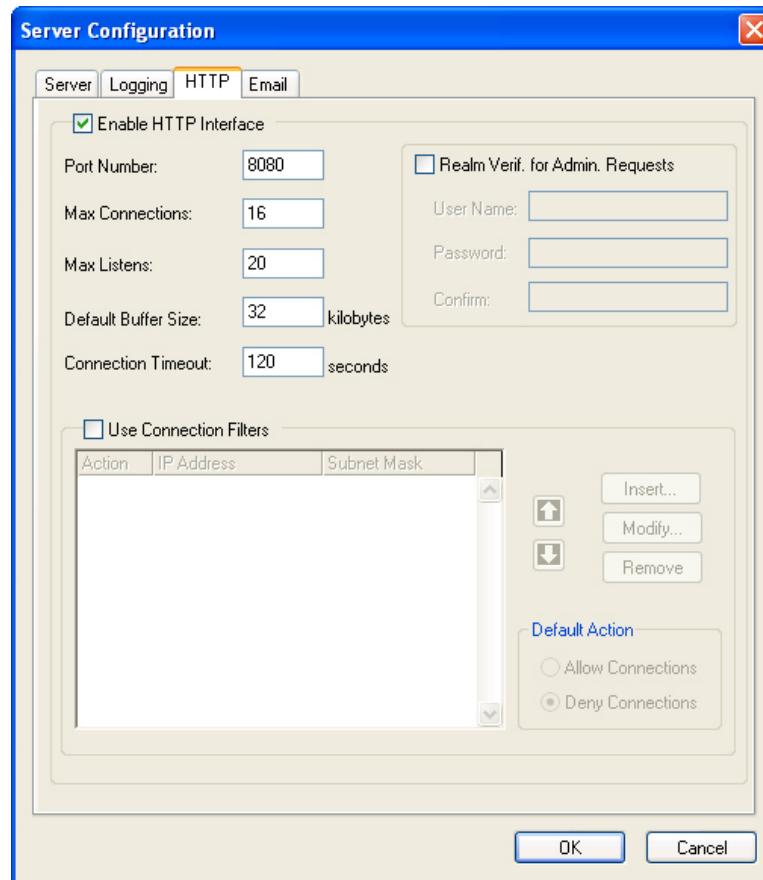 Server Configuration
Server Logging HTTP Email
Enable HTTP Interface
Port Number: 8080
Max Connections: 16
Max Listens: 20
Default Buffer Size: 32 kilobytes
Connection Timeout: 120 seconds
Realm Verif. for Admin. Requests
User Name:
Password:
Confirm:
Use Connection Filters
Action IP Address Subnet Mask
Insert...
Modify...
Remove
Default Action
Allow Connections
Deny Connections
OK Cancel